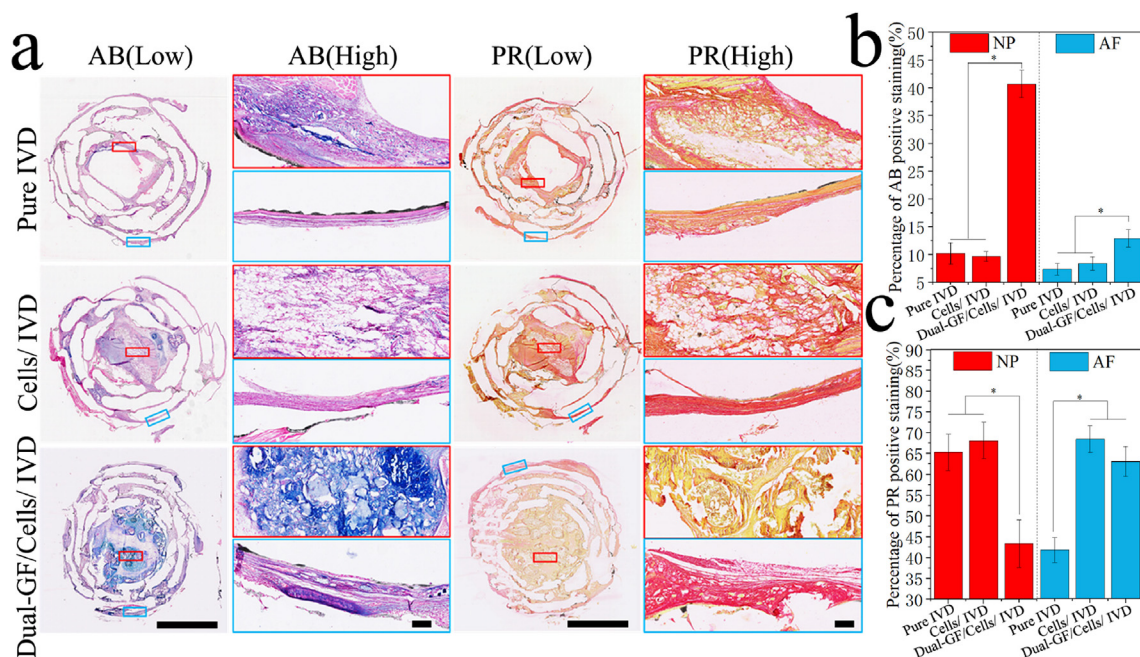 a
AB(Low) AB(High) PR(Low) PR(High)
Pure IVD
Cells/ IVD
Dual-GF/Cells/ IVD
b
Percentage of AB positive staining(%)
NP AF
50
45
40
35
30
25
20
15
10
5
* *
Pure IVD Cells/ IVD Dual-GF/Cells/ IVD Pure IVD Cells/ IVD Dual-GF/Cells/ IVD
c
Percentage of PR positive staining(%)
NP AF
90
85
80
75
70
65
60
55
50
45
40
35
30
* *
Pure IVD Cells/ IVD Dual-GF/Cells/ IVD Pure IVD Cells/ IVD Dual-GF/Cells/ IVD